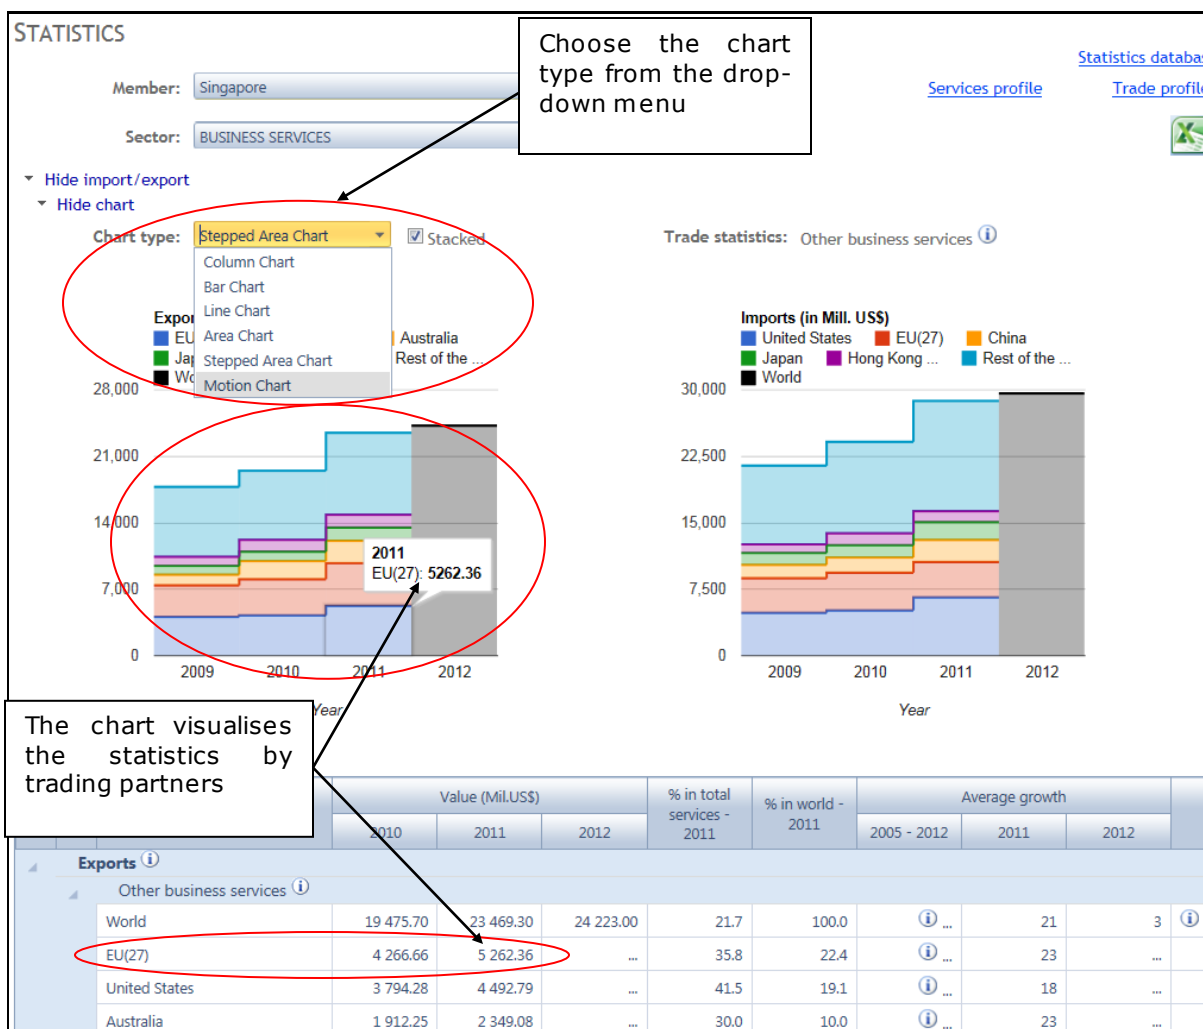 STATISTICS
Choose the chart
type from the drop-
down menu
Statistics databas
Member: Singapore
Services profile Trade profile
Sector: BUSINESS SERVICES
Hide import/export
Hide chart
Chart type: Stepped Area Chart Stacked
Trade statistics: Other business services
Column Chart
Bar Chart
Line Chart
Area Chart
Stepped Area Chart
Motion Chart
Expor
EU Australia
Jap Rest of the ...
Wo
28,000
21,000
14,000
7,000
0
2011
EU(27): 5262.36
2009 2010 2011 2012
Year
Imports (in Mill. US$)
United States EU(27) China
Japan Hong Kong ... Rest of the ...
World
30,000
22,500
15,000
7,500
0
2009 2010 2011 2012
Year
The chart visualises
the statistics by
trading partners
Value (Mil.US$) % in total services - 2011 % in world - 2011 Average growth
2010 2011 2012 2005 - 2012 2011 2012
Exports
Other business services
World 19 475.70 23 469.30 24 223.00 21.7 100.0 ... 21 3
EU(27) 4 266.66 5 262.36 ... 35.8 22.4 ... 23 ...
United States 3 794.28 4 492.79 ... 41.5 19.1 ... 18 ...
Australia 1 912.25 2 349.08 ... 30.0 10.0 ... 23 ...